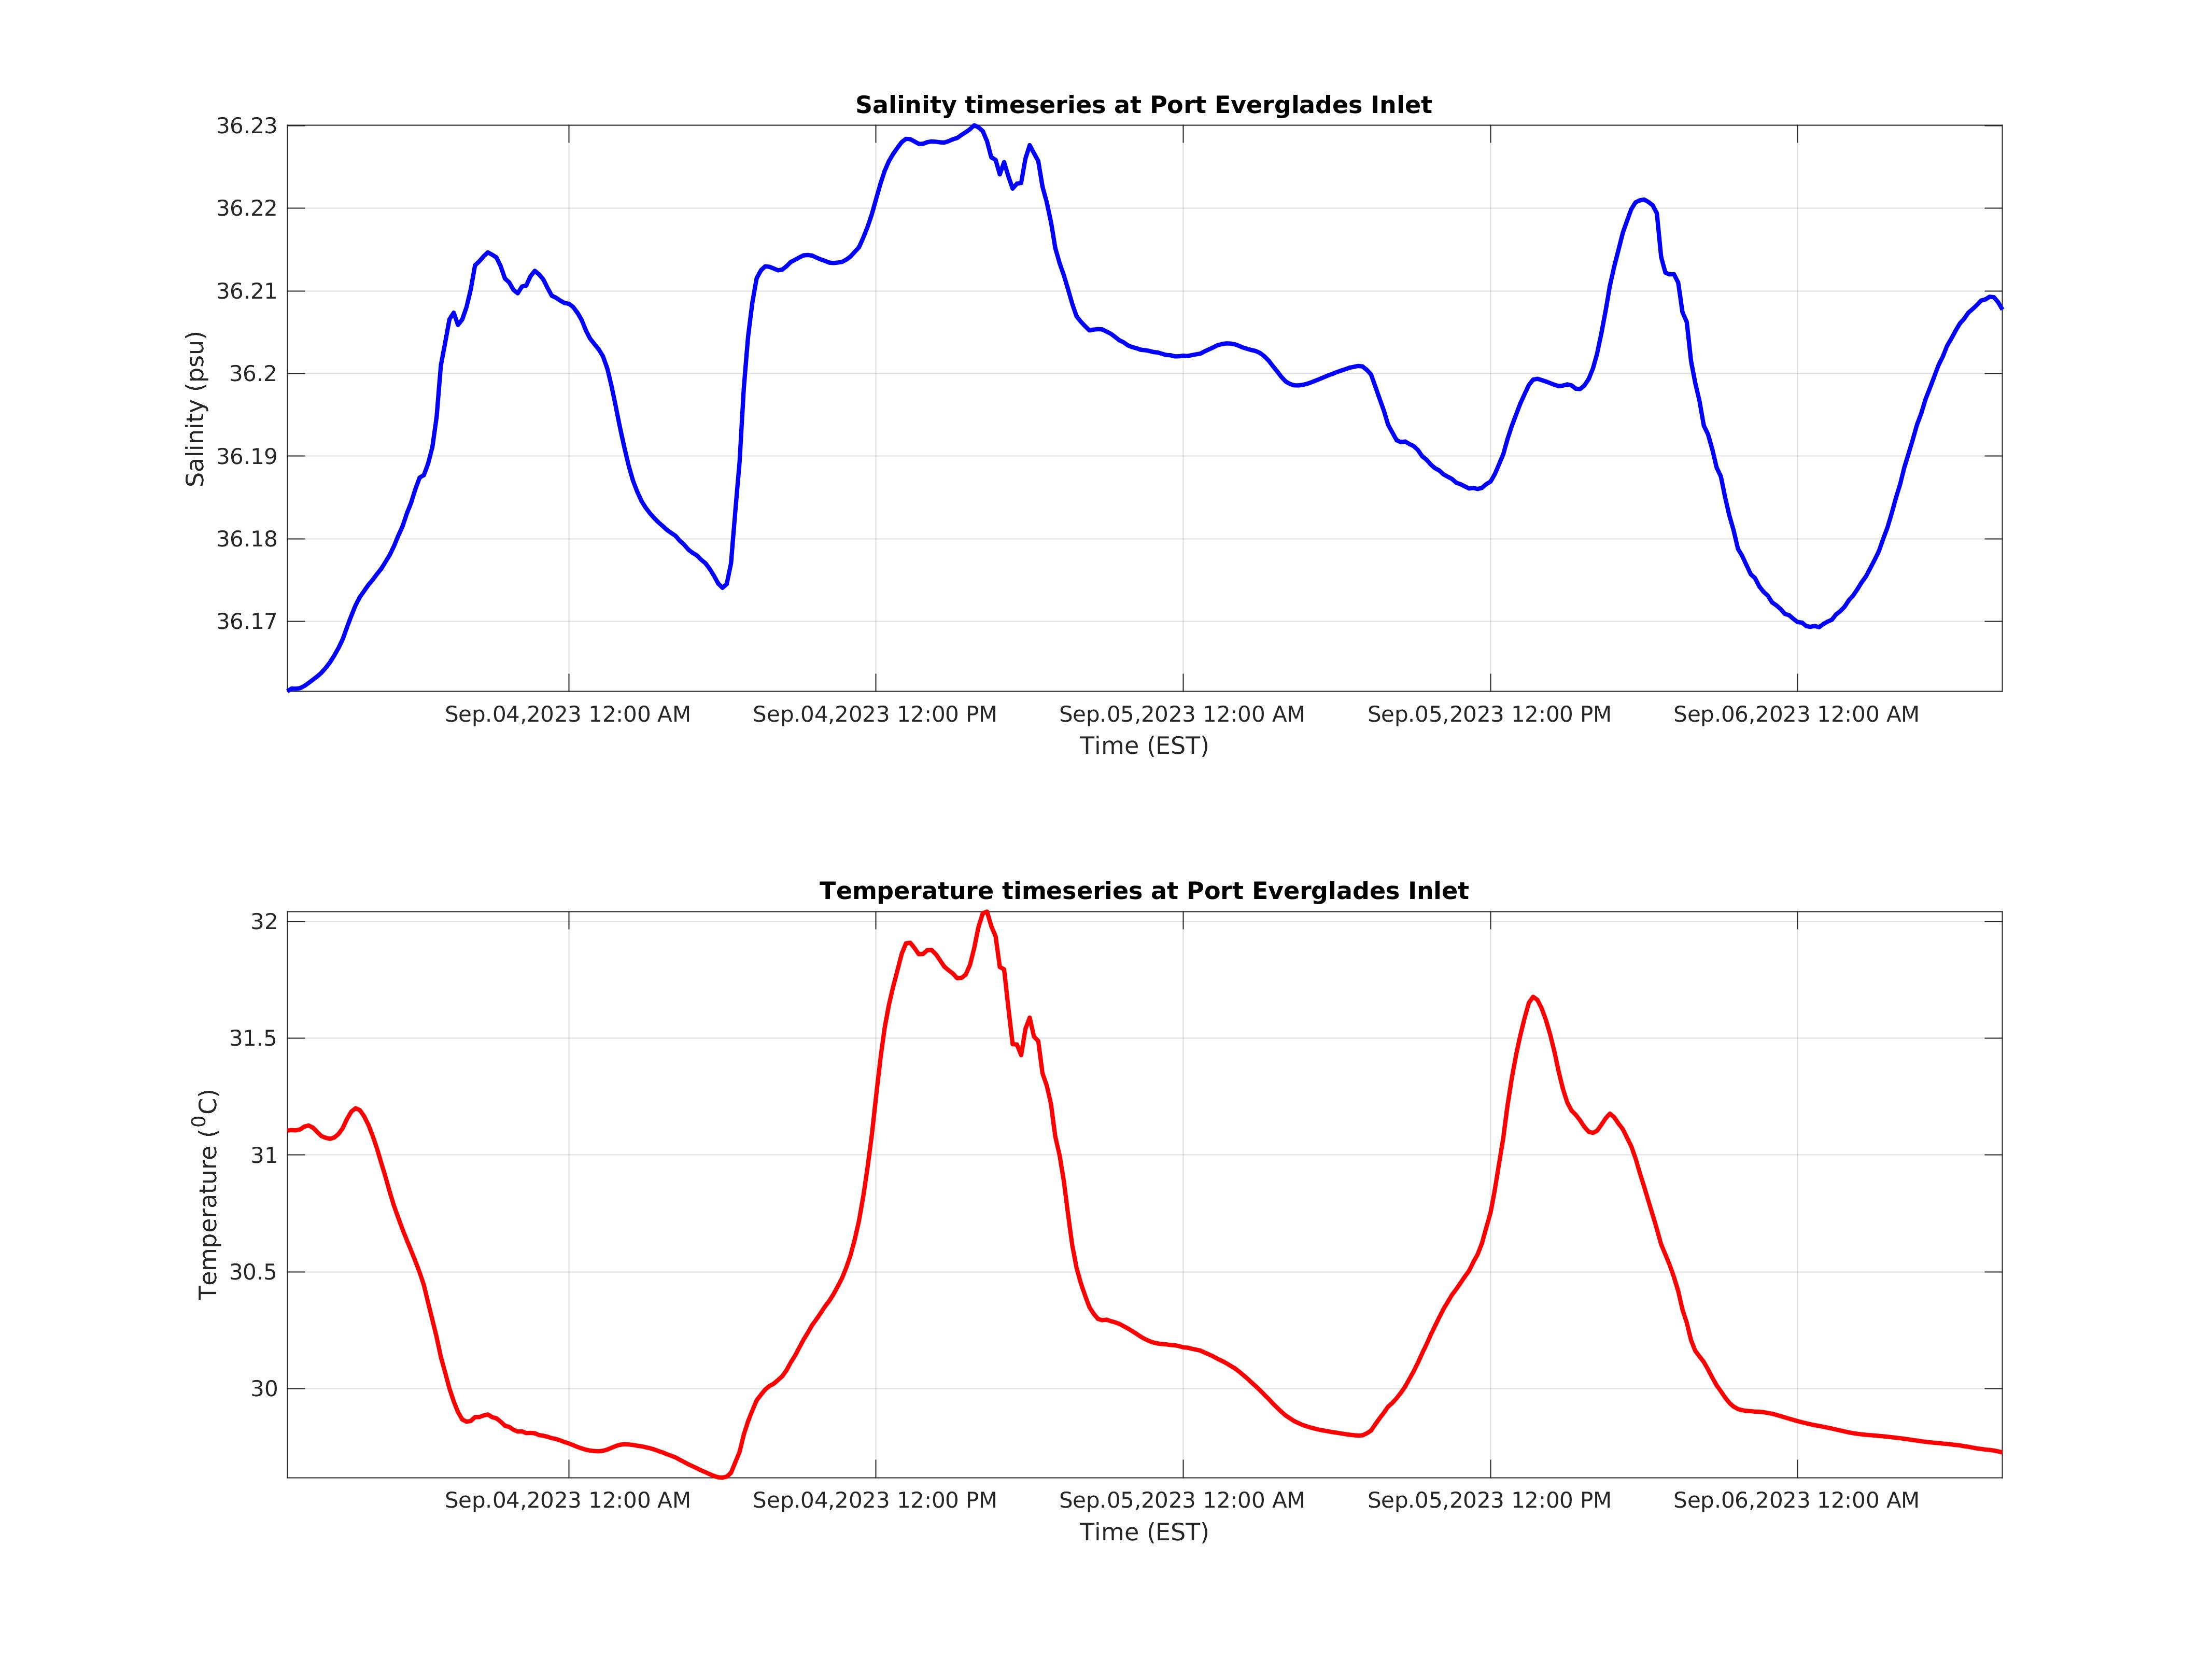 Salinity timeseries at Port Everglades Inlet
36.23
36.22
36.21
36.2
36.19
36.18
36.17
Salinity (psu)
Sep.04,2023 12:00 AM
Sep.04,2023 12:00 PM
Sep.05,2023 12:00 AM
Sep.05,2023 12:00 PM
Sep.06,2023 12:00 AM
Time (EST)
Temperature timeseries at Port Everglades Inlet
32
31.5
31
30.5
30
Temperature (⁰C)
Sep.04,2023 12:00 AM
Sep.04,2023 12:00 PM
Sep.05,2023 12:00 AM
Sep.05,2023 12:00 PM
Sep.06,2023 12:00 AM
Time (EST)